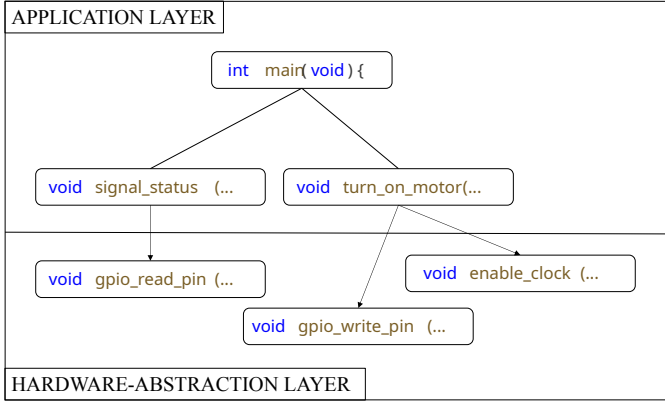 APPLICATION LAYER
int main(void) {
void signal_status (...
void turn_on_motor(...
void gpio_read_pin (...
void enable_clock (...
void gpio_write_pin (...
HARDWARE-ABSTRACTION LAYER